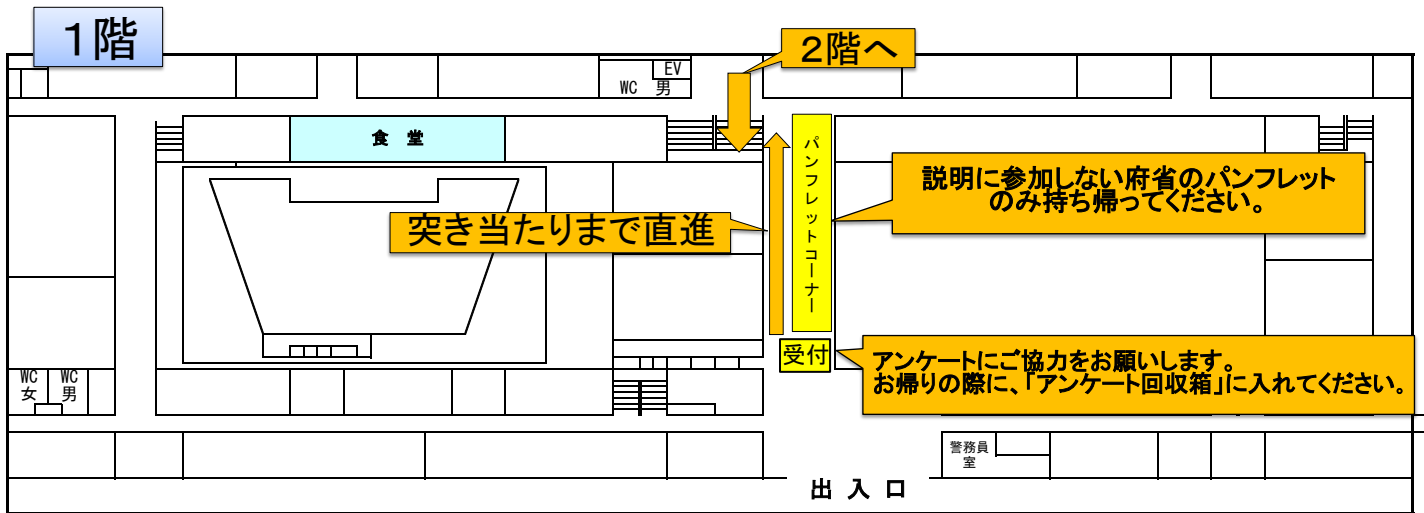 １階
２階へ
EV
WC 男
食 堂
パンフレットコーナー
説明に参加しない府省のパンフレット
のみ持ち帰ってください。
突き当たりまで直進
受付
アンケートにご協力をお願いします。
お帰りの際に、「アンケート回収箱」に入れてください。
WC
女
WC
男
警務員
室
出 入 口